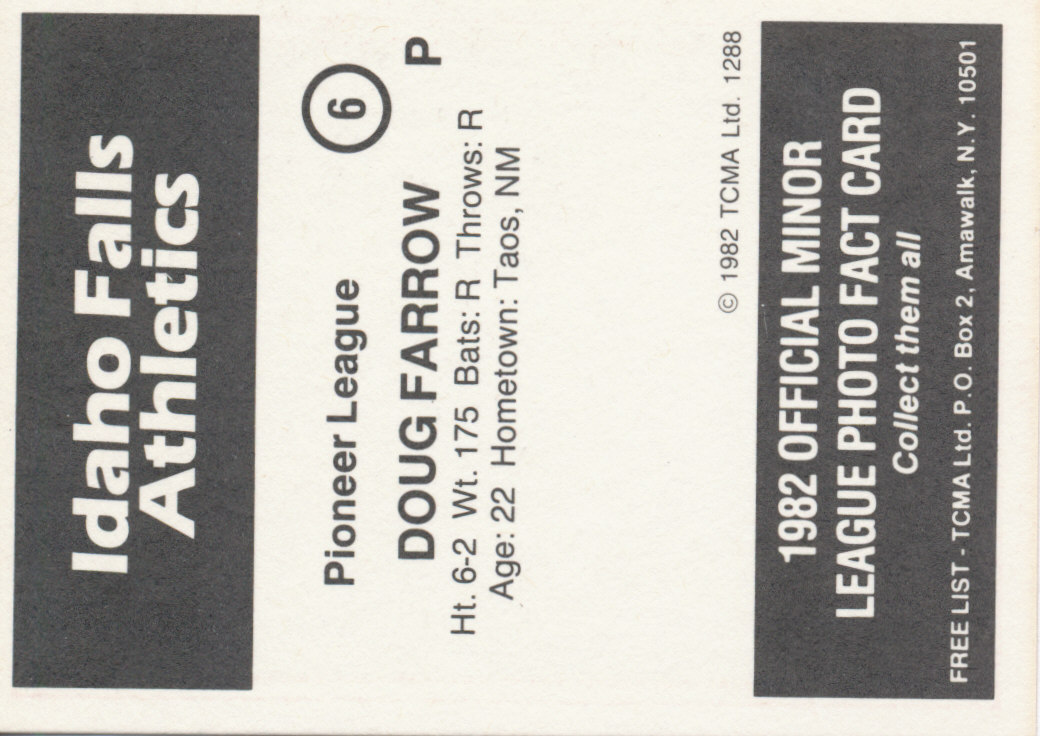 Idaho Falls
Athletics
Pioneer League 6
DOUG FARROW P
Ht. 6-2 Wt. 175 Bats: R Throws: R
Age: 22 Hometown: Taos, NM
© 1982 TCMA Ltd. 1288
1982 OFFICIAL MINOR
LEAGUE PHOTO FACT CARD
Collect them all
FREE LIST - TCMA Ltd. P.O. Box 2, Amawalk, N.Y. 10501